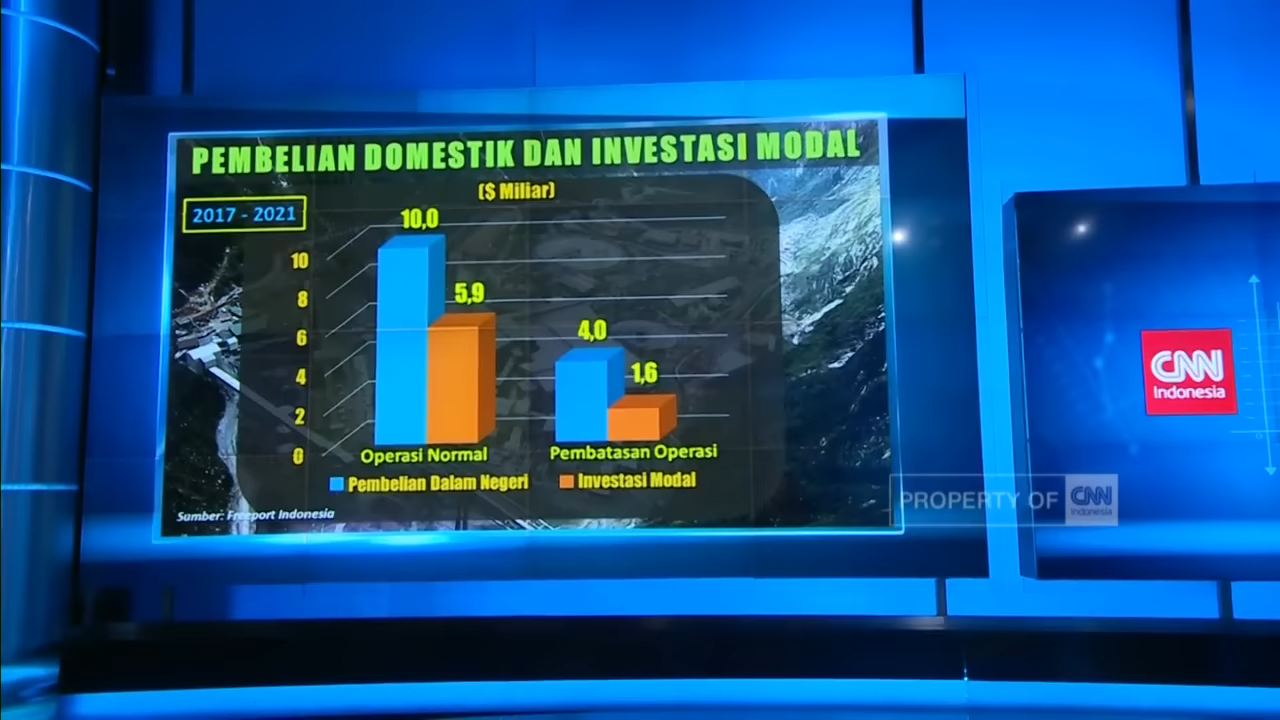 PEMBELIAN DOMESTIK DAN INVESTASI MODAL
($ Miliar)
2017 - 2021
10,0
5,9
4,0
1,6
10
8
6
4
2
0
Operasi Normal
Pembatasan Operasi
Pembelian Dalam Negeri
Investasi Modal
Sumber: Freeport Indonesia
CNN
Indonesia
PROPERTY OF CNN
Indonesia